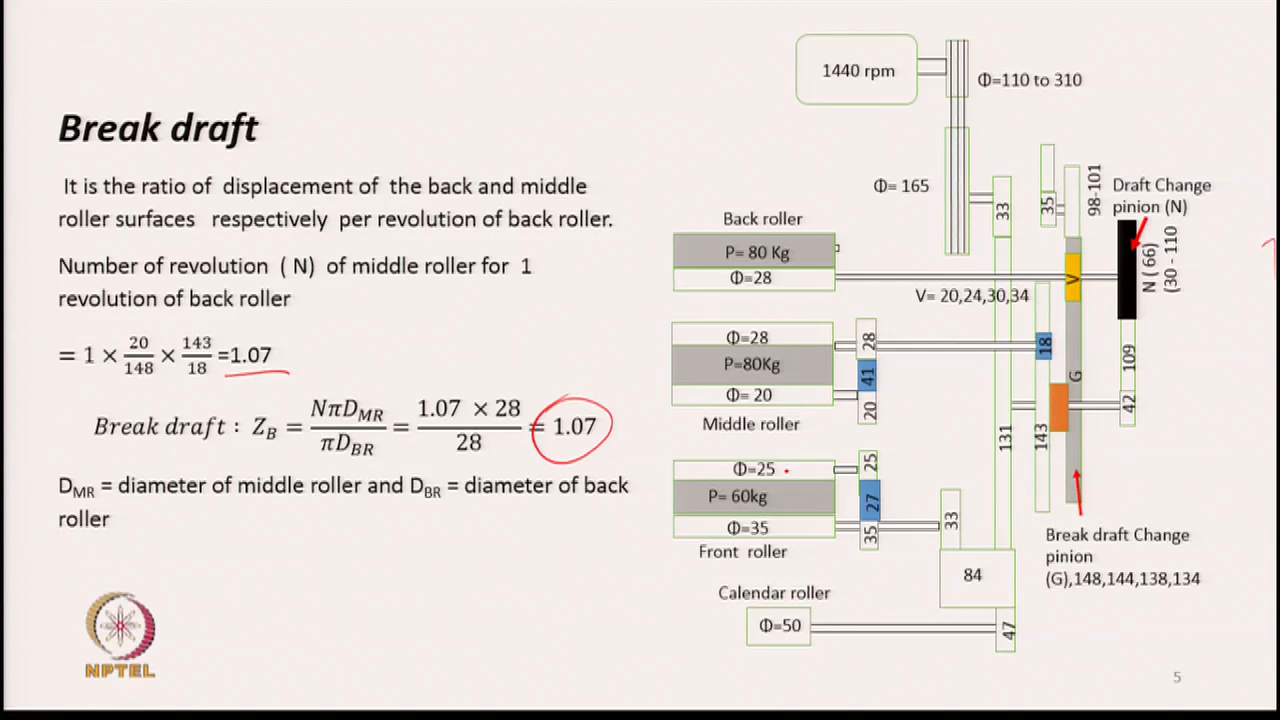 Break draft
It is the ratio of displacement of the back and middle
roller surfaces respectively per revolution of back roller.
Number of revolution ( N) of middle roller for 1
revolution of back roller
= 1 × 20/148 × 143/18 =1.07
Break draft : Z_B = NπD_MR/πD_BR = 1.07 × 28/28 = 1.07
D_MR = diameter of middle roller and D_BR = diameter of back
roller
NPTEL
1440 rpm
Φ=110 to 310
Φ= 165
33
35
98-101
Draft Change
pinion (N)
N ( 66)
(30 - 110
Back roller
P= 80 Kg
Φ=28
V
V= 20,24,30,34
Φ=28
P=80Kg
Φ= 20
Middle roller
28
41
20
18
G
109
42
131
143
Φ=25
P= 60kg
Φ=35
Front roller
25
27
35
33
84
Break draft Change
pinion
(G),148,144,138,134
Calendar roller
Φ=50
47
5